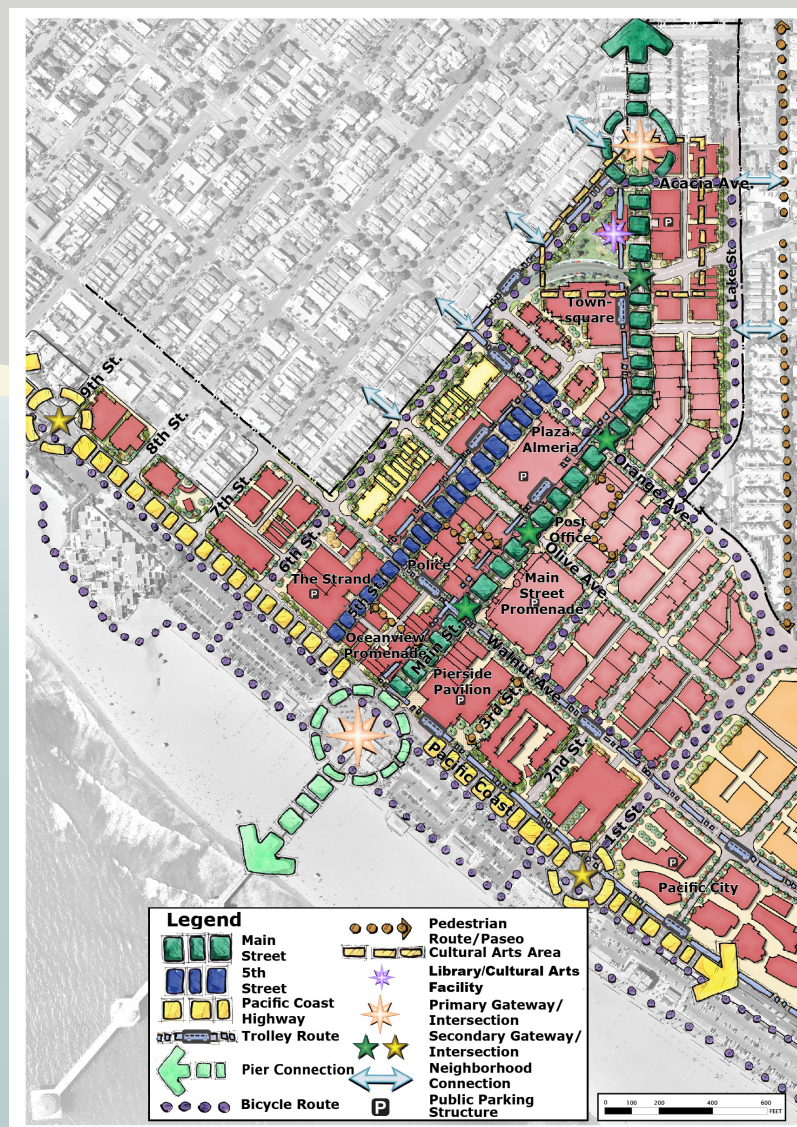 Acacia Ave.
P
Lake St.
Town-
square
9th St.
8th St.
7th St.
6th St.
Plaza
Almeria
P
Orange Ave.
Post
Office
Olive Ave.
Police
The Strand
P
5th St.
Main
Street
Promenade
P
Oceanview
Promenade
Main St.
Walnut Ave.
Pierside
Pavilion
P
3rd St.
2nd St.
1st St.
Pacific Coast
P
Pacific City
Legend
Main
Street
5th
Street
Pacific Coast
Highway
Trolley Route
Pier Connection
Bicycle Route
Pedestrian
Route/Paseo
Cultural Arts Area
Library/Cultural Arts
Facility
Primary Gateway/
Intersection
Secondary Gateway/
Intersection
Neighborhood
Connection
P
Public Parking
Structure
0 100 200 400 600
FEET